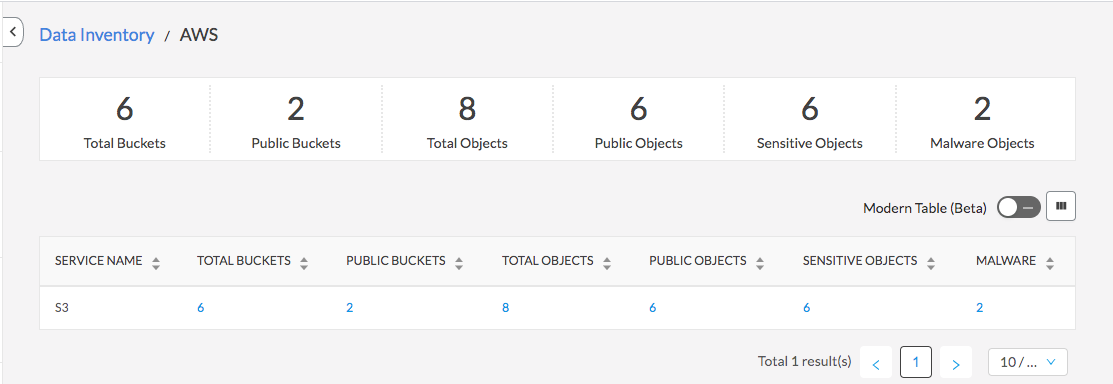 Data Inventory / AWS
6 2 8 6 6 2
Total Buckets Public Buckets Total Objects Public Objects Sensitive Objects Malware Objects
Modern Table (Beta)
SERVICE NAME TOTAL BUCKETS PUBLIC BUCKETS TOTAL OBJECTS PUBLIC OBJECTS SENSITIVE OBJECTS MALWARE
S3 6 2 8 6 6 2
Total 1 result(s) < 1 > 10 / ...